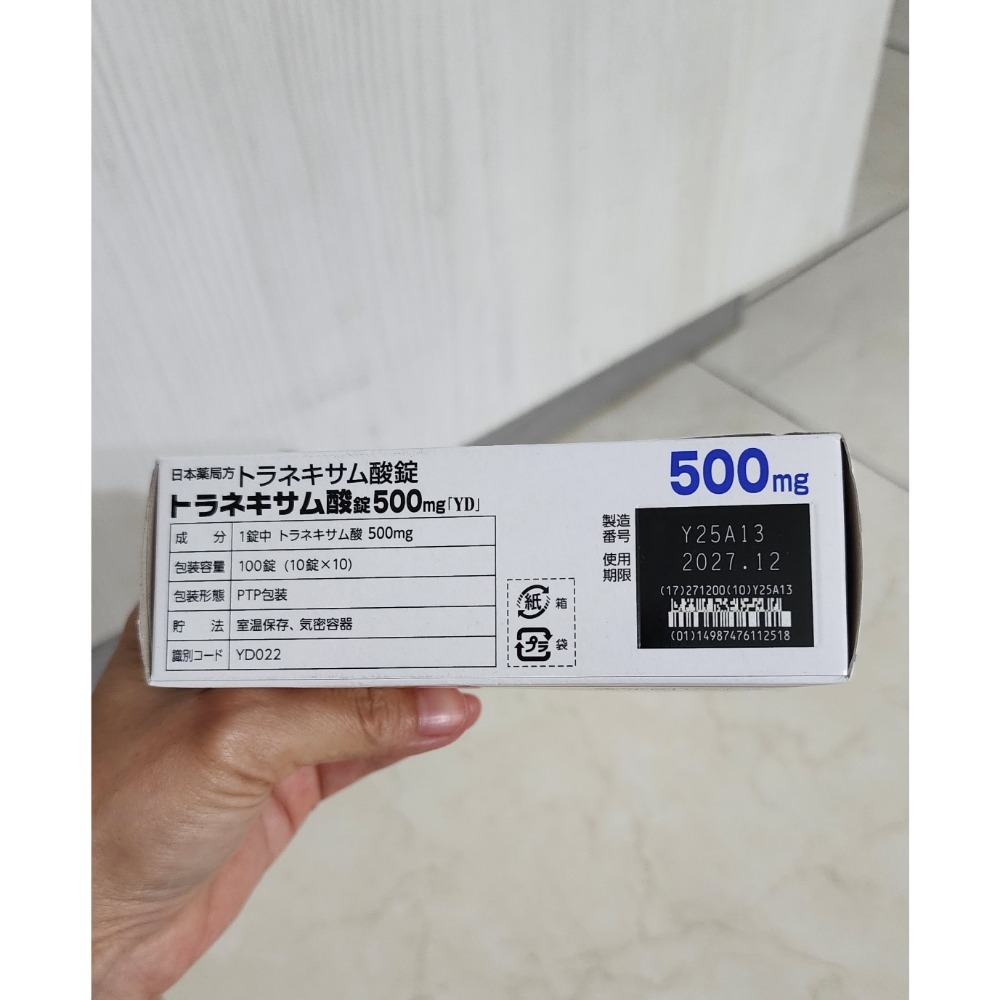 日本薬局方 トラネキサム酸錠
トラネキサム酸錠500mg「YD」
成 分 1錠中 トラネキサム酸 500mg
包装容量 100錠 (10錠×10)
包装形態 PTP包装
貯 法 室温保存、気密容器
識別コード YD022
紙 箱
プラ 袋
500mg
製造番号 Y25A13
使用期限 2027.12
(17)271200(10)Y25A13
(01)14987476112518